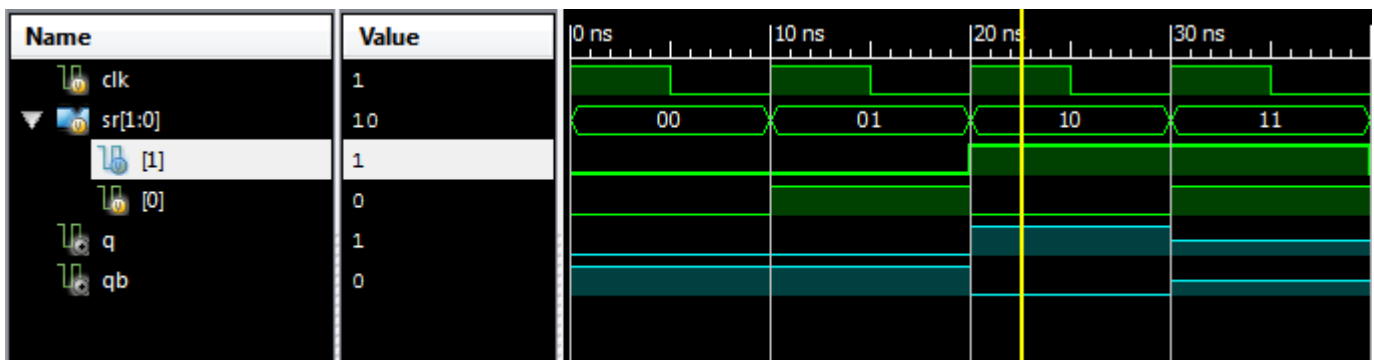 Name Value 0 ns 10 ns 20 ns 30 ns
clk 1
sr[1:0] 10 00 01 10 11
[1] 1
[0] 0
q 1
qb 0